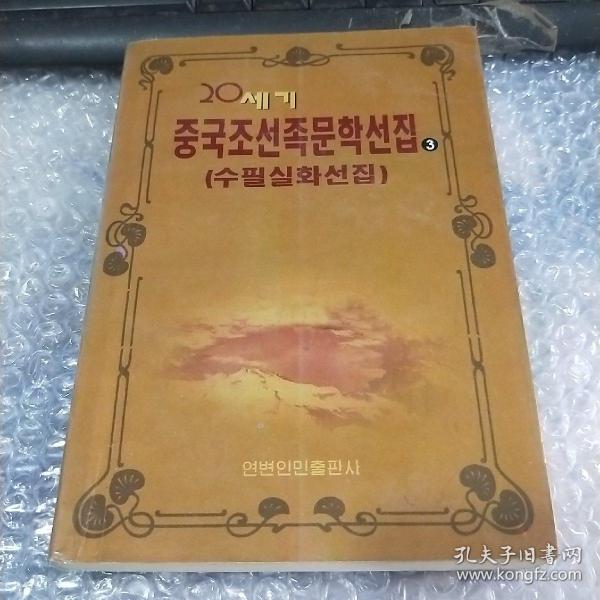 20세기
중국조선족문학선집 3
(수필실화선집)
연변인민출판사
孔夫子旧书网
www.kongfz.com